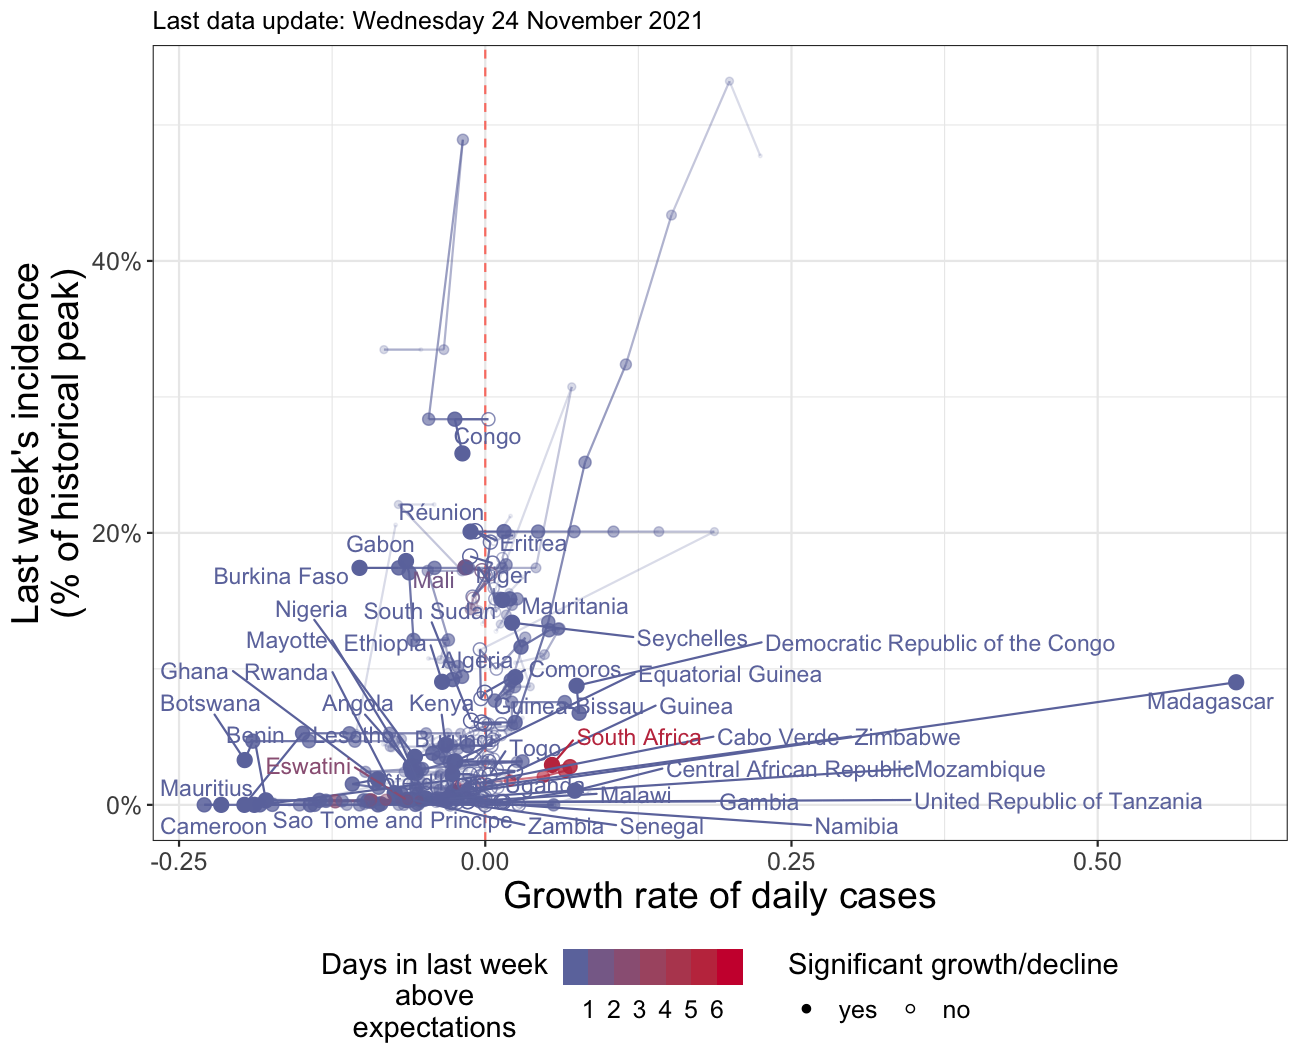 Last data update: Wednesday 24 November 2021
Last week's incidence
(% of historical peak)
40%
20%
0%
Congo
Réunion
Eritrea
Gabon
Burkina Faso
Mali
Niger
Nigeria
South Sudan
Mauritania
Mayotte
Ethiopia
Seychelles
Democratic Republic of the Congo
Ghana
Rwanda
Algeria
Comoros
Equatorial Guinea
Botswana
Angola
Kenya
Guinea Bissau
Guinea
Madagascar
Benin
Lesotho
Burundi
Togo
South Africa
Cabo Verde
Zimbabwe
Eswatini
Central African Republic
Mozambique
Mauritius
Uganda
Malawi
Gambia
United Republic of Tanzania
Cameroon
Sao Tome and Principe
Zambia
Senegal
Namibia
-0.25
0.00
0.25
0.50
Growth rate of daily cases
Days in last week
above
expectations
1 2 3 4 5 6
Significant growth/decline
yes
no